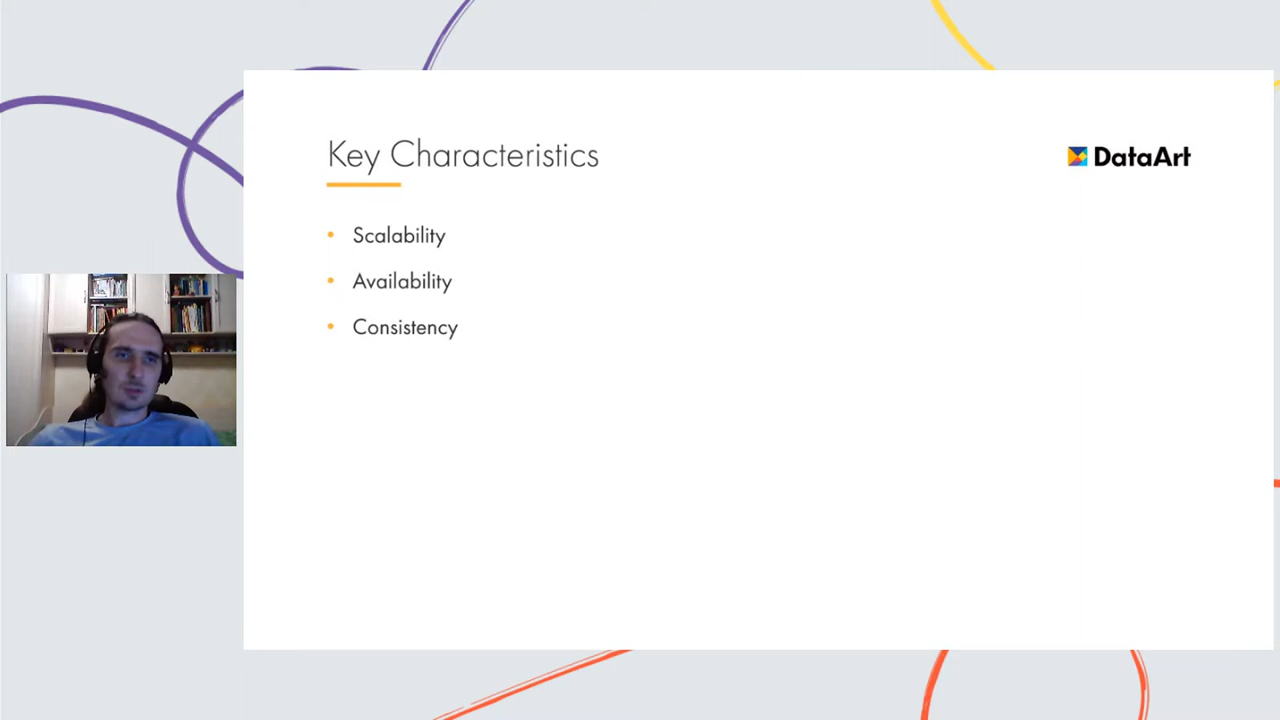 Key Characteristics
DataArt
• Scalability
• Availability
• Consistency